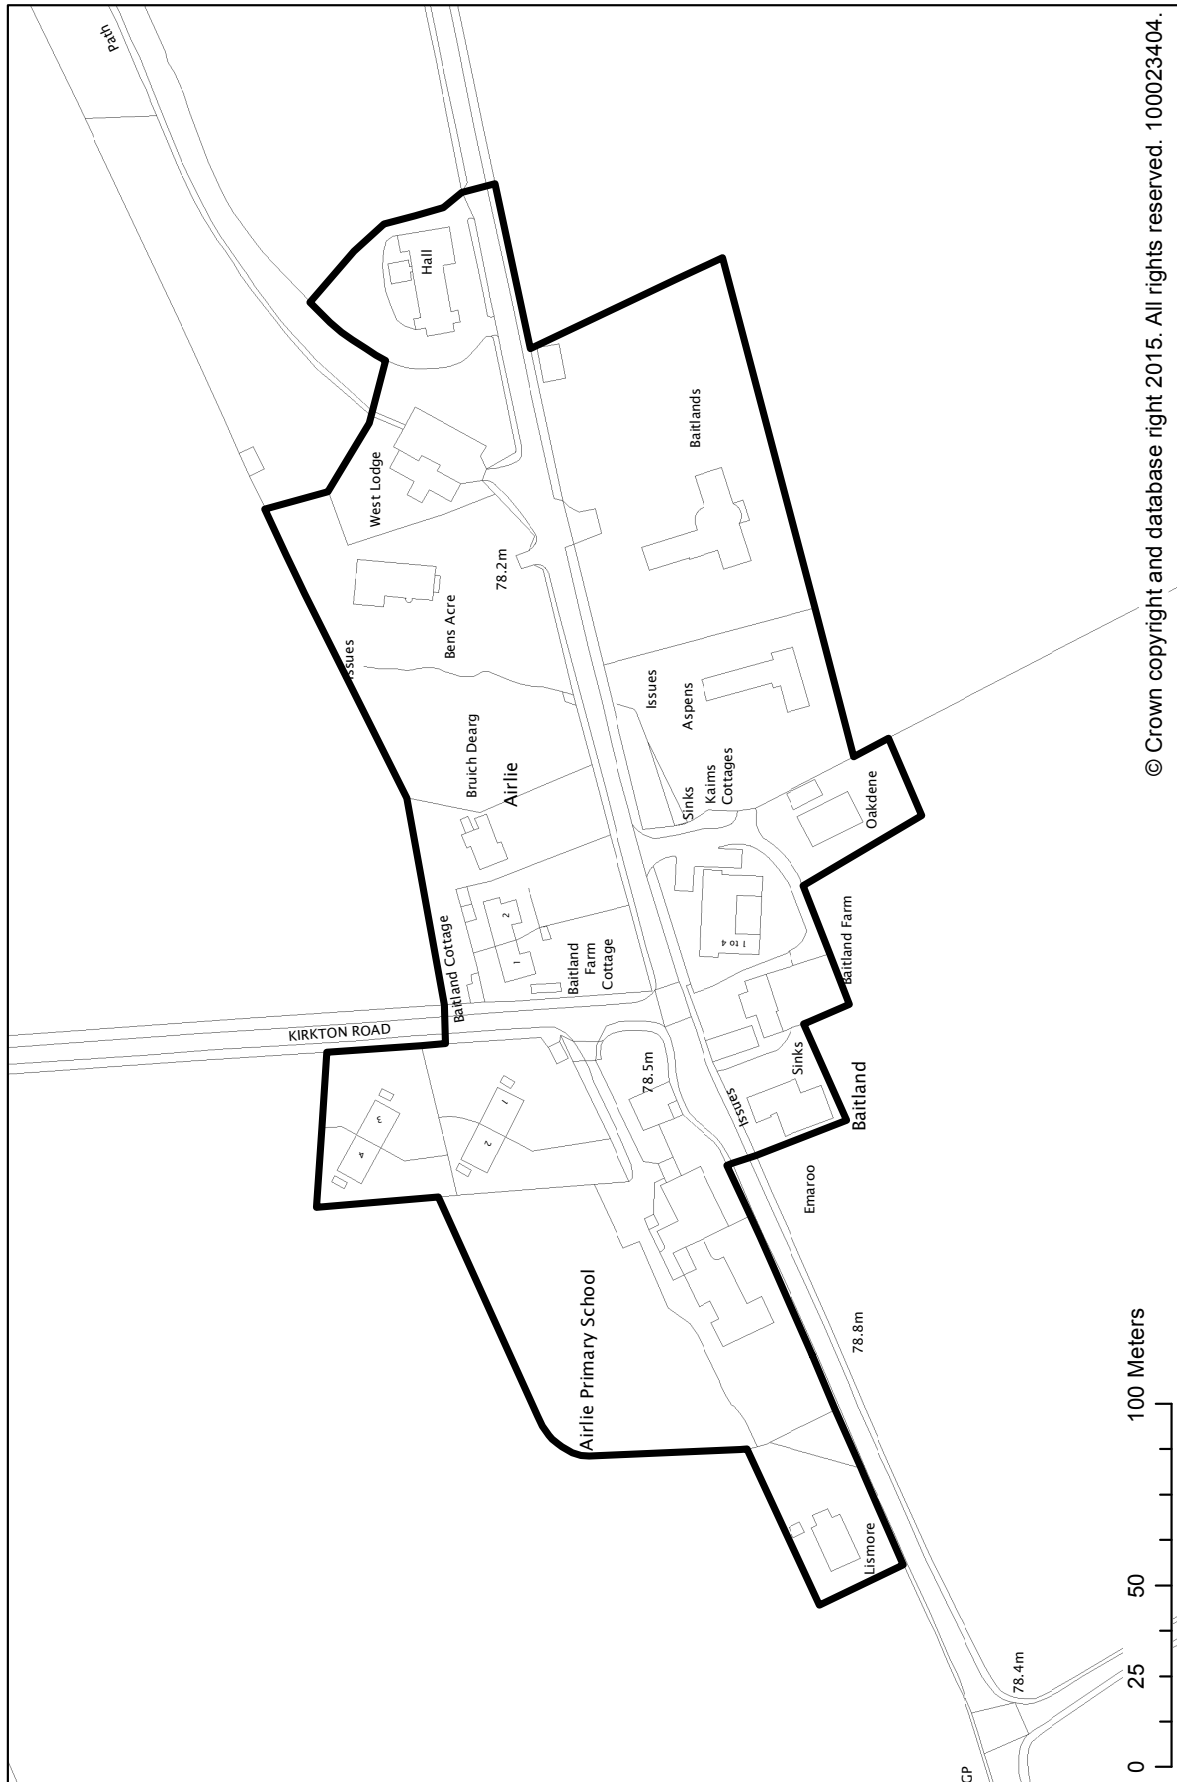 Path
Hall
West Lodge
Baitlands
Issues
Bens Acre
78.2m
Issues
Aspens
Bruich Dearg
Airlie
Sinks
Kaims
Cottages
Oakdene
Baitland Cottage
2
1
Baitland
Farm
Cottage
1 to 4
Baitland Farm
KIRKTON ROAD
3
4
1
2
78.5m
Issues
Sinks
Baitland
Emaroo
Airlie Primary School
78.8m
Lismore
78.4m
GP
0 25 50 100 Meters
© Crown copyright and database right 2015. All rights reserved. 100023404.